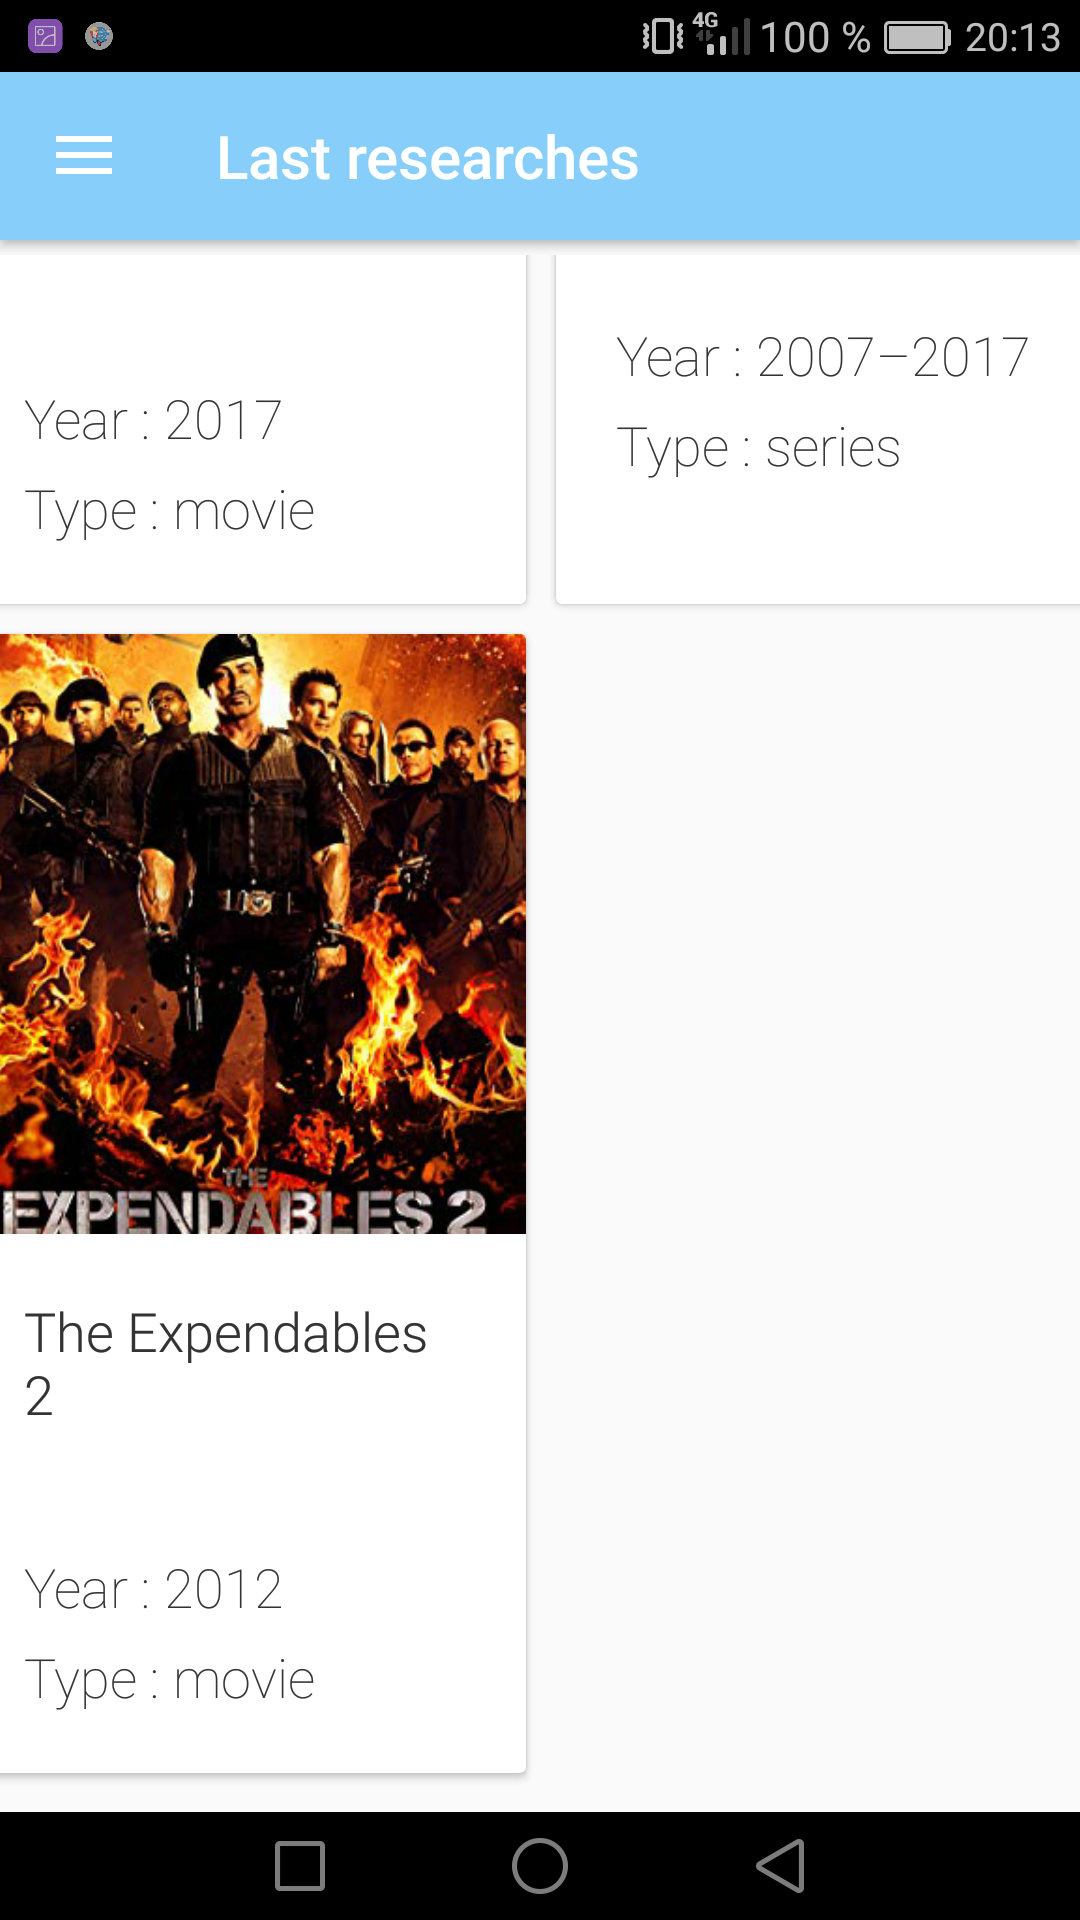 4G 100 % 20:13
Last researches
Year : 2017
Type : movie
Year : 2007–2017
Type : series
THE
EXPENDABLES 2
The Expendables
2
Year : 2012
Type : movie